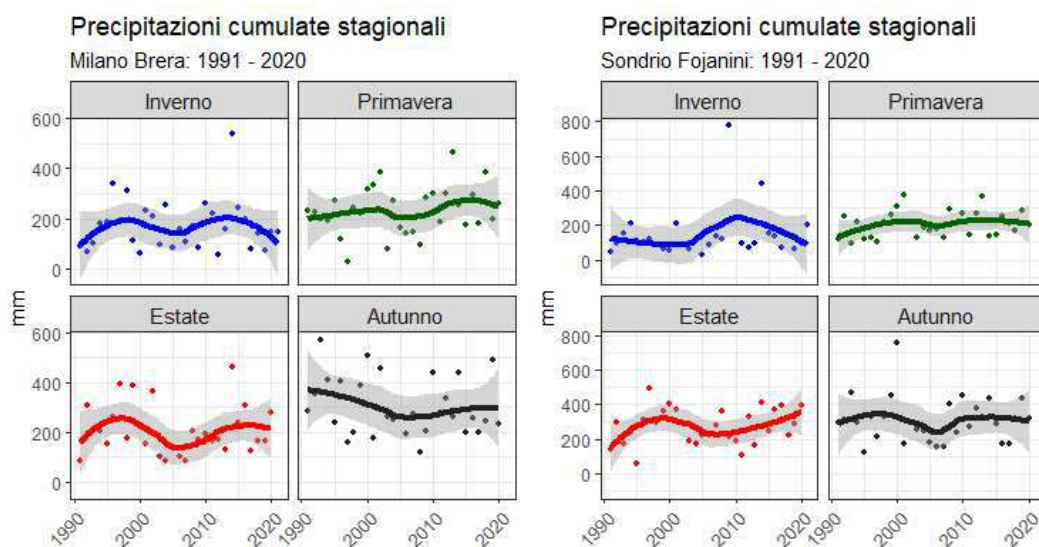 Precipitazioni cumulate stagionali
Milano Brera: 1991 - 2020
Inverno
Primavera
600
400
200
0
Estate
Autunno
600
400
200
0
mm
1990
2000
2010
2020
1990
2000
2010
2020
Precipitazioni cumulate stagionali
Sondrio Fojanini: 1991 - 2020
Inverno
Primavera
800
600
400
200
0
Estate
Autunno
800
600
400
200
0
mm
1990
2000
2010
2020
1990
2000
2010
2020